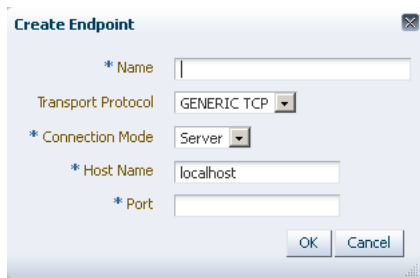 Create Endpoint
* Name
Transport Protocol GENERIC TCP
* Connection Mode Server
* Host Name localhost
* Port
OK Cancel